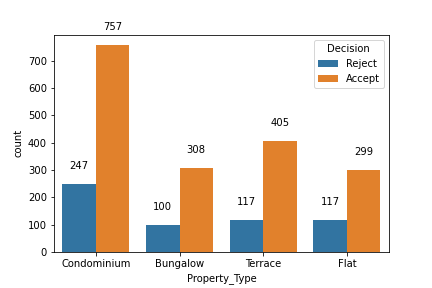 757
700
600
500
400
300
200
100
0
count
Decision
Reject
Accept
247
100
308
117
405
117
299
Condominium
Bungalow
Terrace
Flat
Property_Type